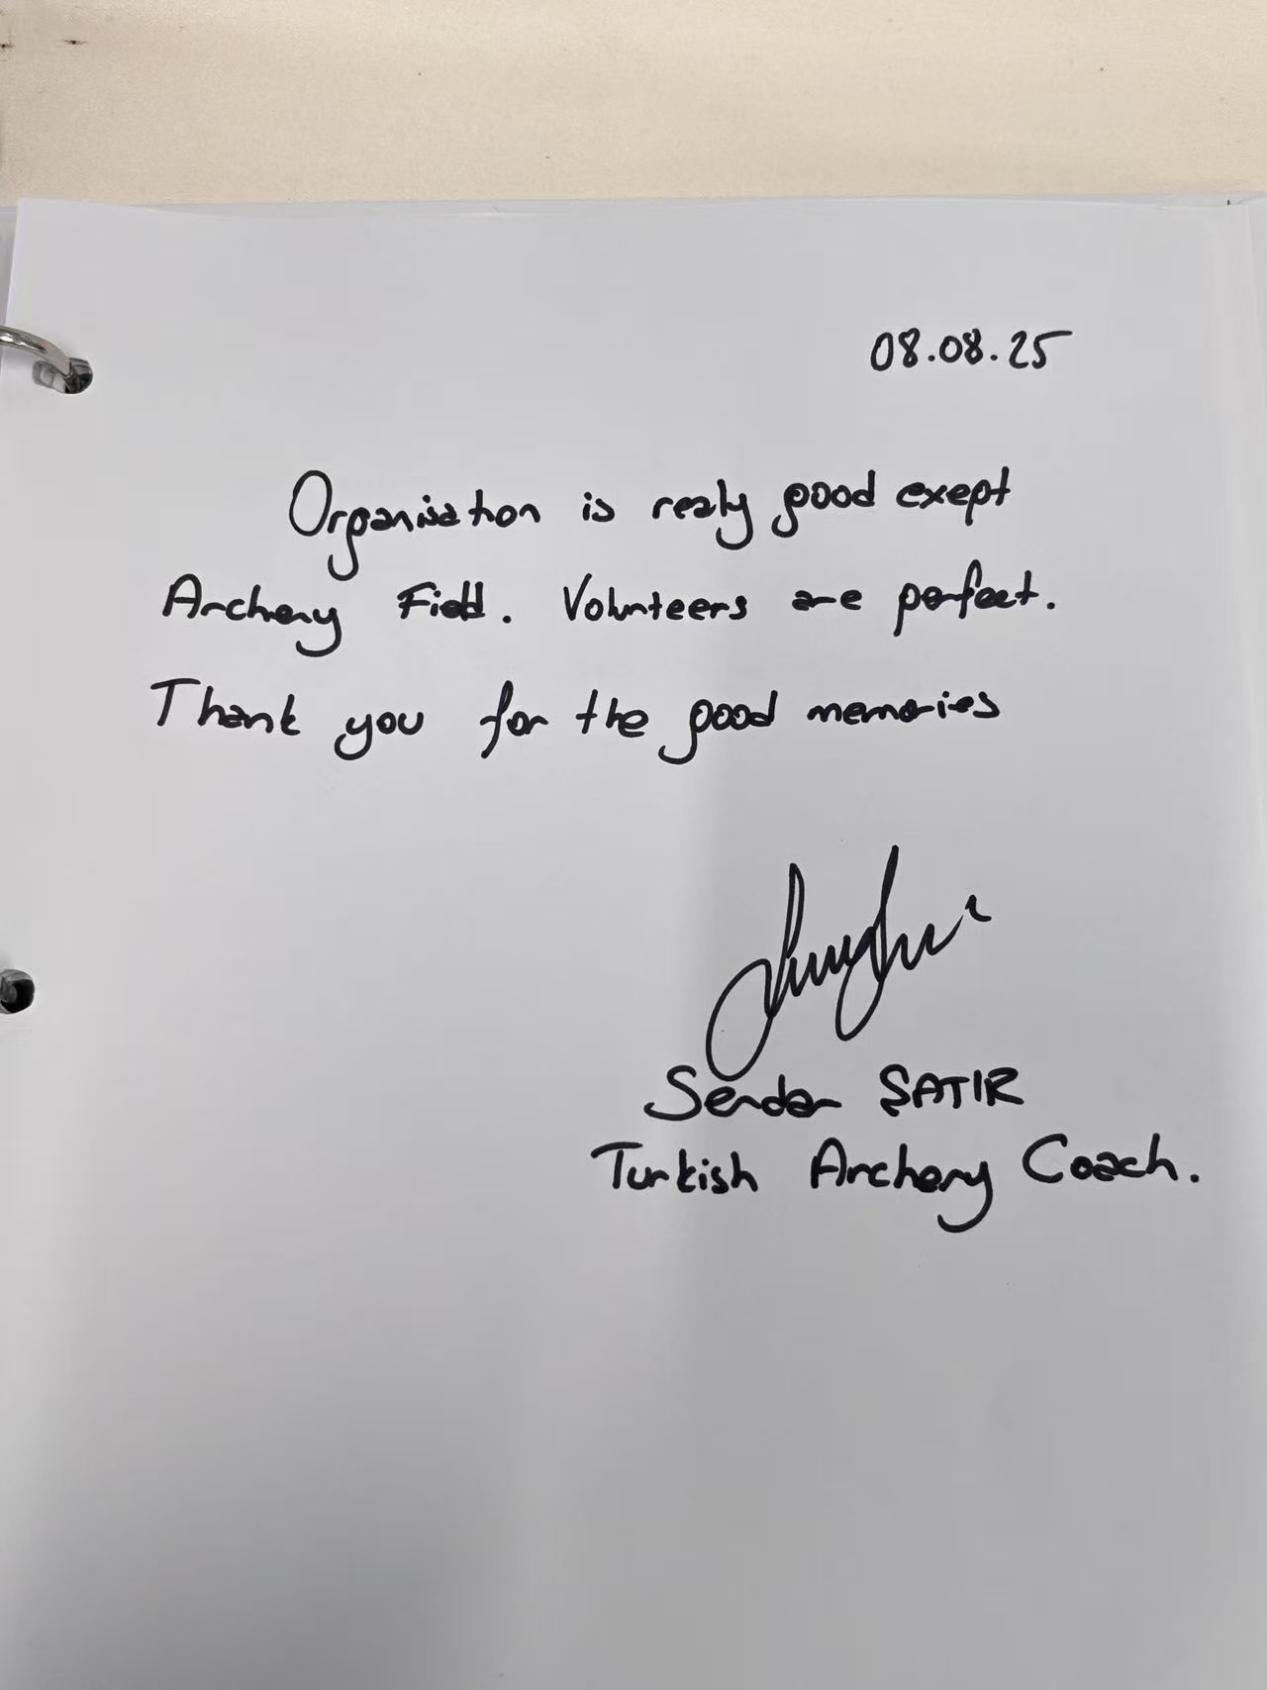 08.08.25
Organisation is realy good exept
Archery Field. Volunteers are perfect.
Thank you for the good memories
Serdar ŞATIR
Turkish Archery Coach.